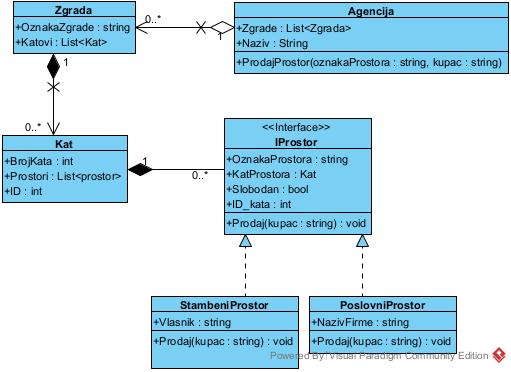 Zgrada
+OznakaZgrade : string
+Katovi : List<Kat>
0..*
1
Agencija
+Zgrade : List<Zgrada>
+Naziv : String
+ProdajProstor(oznakaProstora : string, kupac : string)
1
0..*
Kat
+BrojKata : int
+Prostori : List<prostor>
+ID : int
1
0..*
<<Interface>>
IProstor
+OznakaProstora : string
+KatProstora : Kat
+Slobodan : bool
+ID_kata : int
+Prodaj(kupac : string) : void
StambeniProstor
+Vlasnik : string
+Prodaj(kupac : string) : void
PoslovniProstor
+NazivFirme : string
+Prodaj(kupac : string) : void
Powered By Visual Paradigm Community Edition